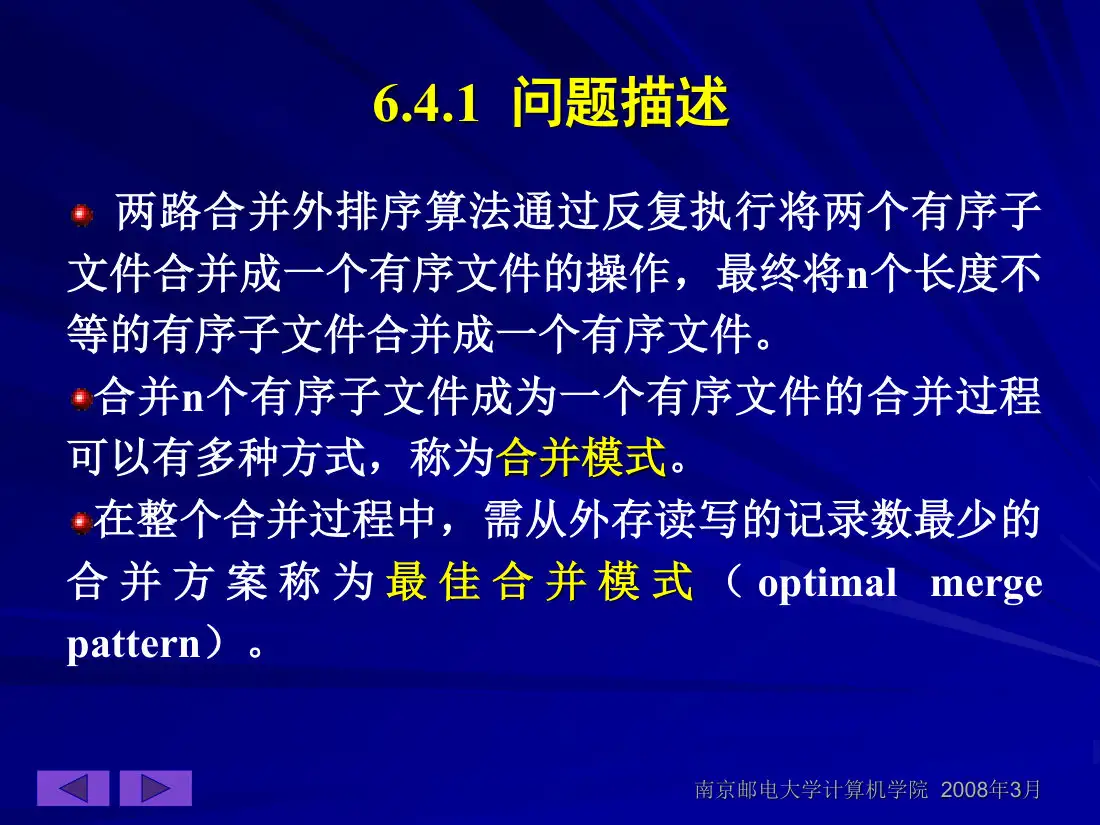 6.4.1 问题描述
两路合并外排序算法通过反复执行将两个有序子
文件合并成一个有序文件的操作，最终将n个长度不
等的有序子文件合并成一个有序文件。
合并n个有序子文件成为一个有序文件的合并过程
可以有多种方式，称为合并模式。
在整个合并过程中，需从外存读写的记录数最少的
合并方案称为最佳合并模式（optimal merge
pattern）。
南京邮电大学计算机学院 2008年3月